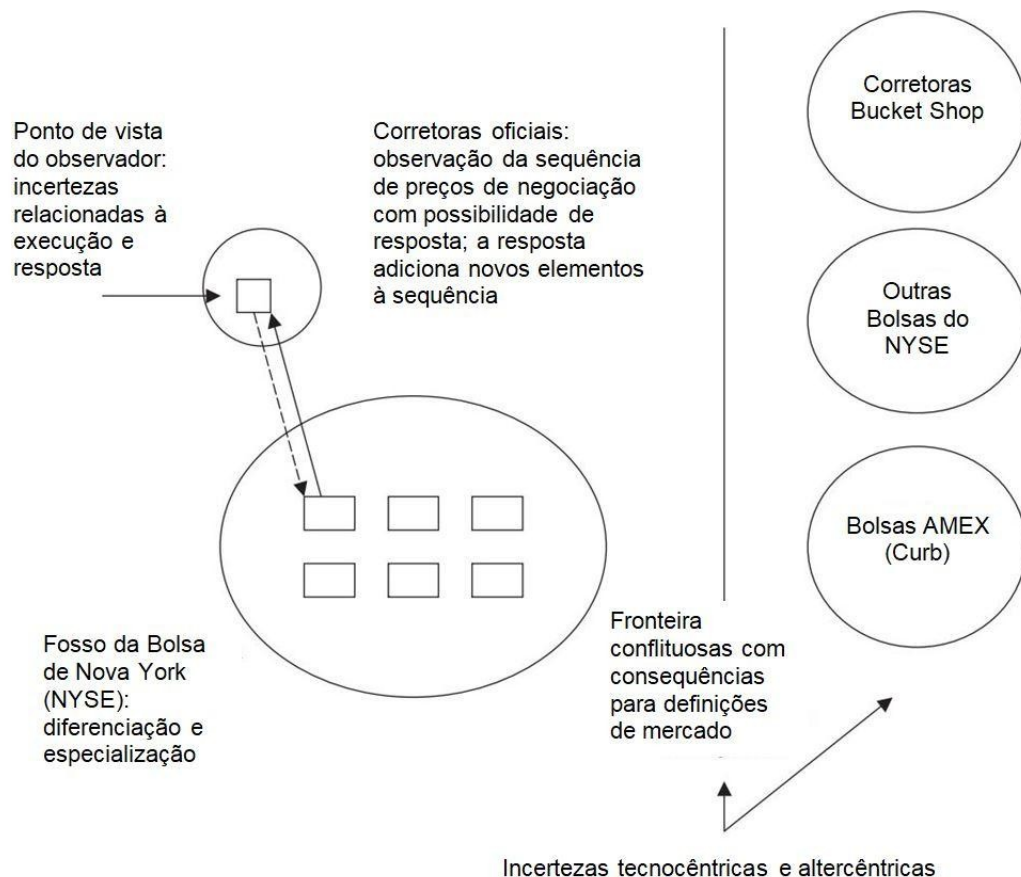 Ponto de vista
do observador:
incertezas
relacionadas à
execução e
resposta
Corretoras oficiais:
observação da sequência
de preços de negociação
com possibilidade de
resposta; a resposta
adiciona novos elementos
à sequência
Corretoras
Bucket Shop
Outras
Bolsas do
NYSE
Bolsas AMEX
(Curb)
Fosso da Bolsa
de Nova York
(NYSE):
diferenciação e
especialização
Fronteira
conflituosas com
consequências
para definições
de mercado
Incertezas tecnocêntricas e altercêntricas